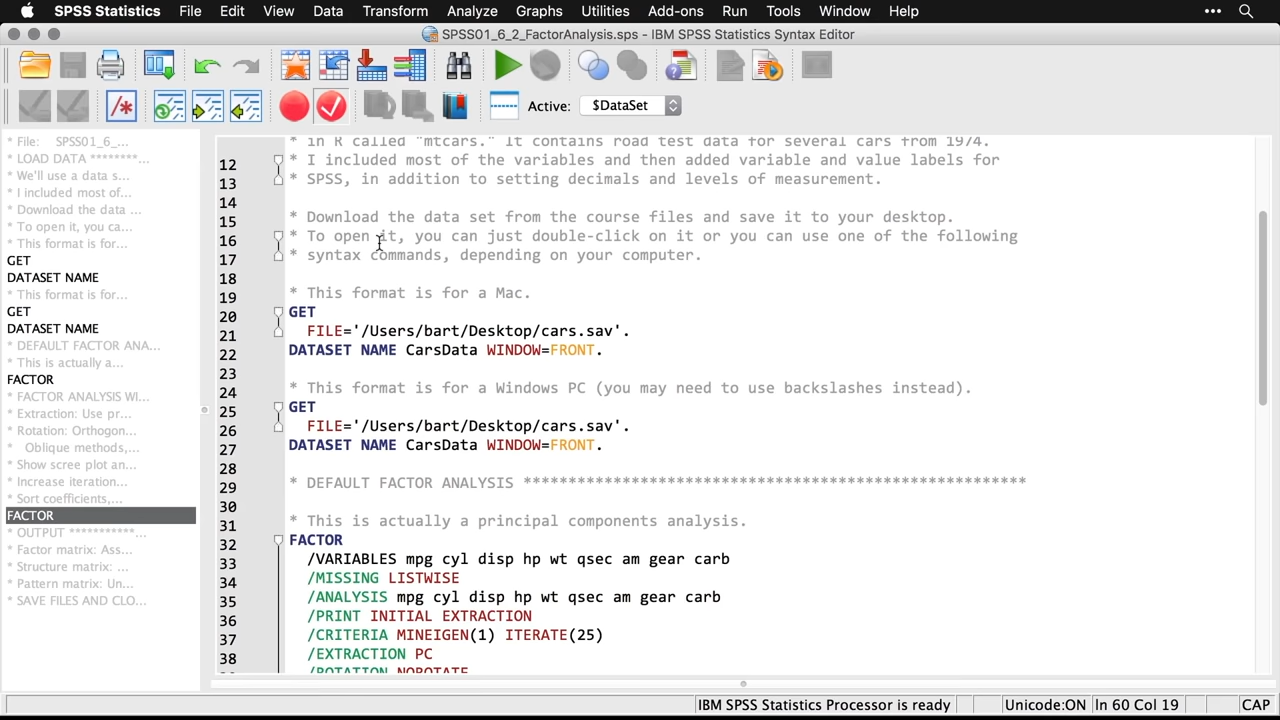 SPSS Statistics File Edit View Data Transform Analyze Graphs Utilities Add-ons Run Tools Window Help
SPSS01_6_2_FactorAnalysis.sps - IBM SPSS Statistics Syntax Editor
Active: $DataSet
* File: SPSS01_6_...
* LOAD DATA ********...
* We'll use a data s...
* I included most of...
* Download the data ...
* To open it, you ca...
* This format is for...
GET
DATASET NAME
* This format is for...
GET
DATASET NAME
* DEFAULT FACTOR ANA...
* This is actually a...
FACTOR
* FACTOR ANALYSIS WI...
* Extraction: Use pr...
* Rotation: Orthogon...
* Oblique methods,...
* Show scree plot an...
* Increase iteration...
* Sort coefficients,...
FACTOR
* OUTPUT ***********...
* Factor matrix: Ass...
* Structure matrix: ...
* Pattern matrix: Un...
* SAVE FILES AND CLO...
* in R called "mtcars." It contains road test data for several cars from 1974.
12 * I included most of the variables and then added variable and value labels for
13 * SPSS, in addition to setting decimals and levels of measurement.
14
15 * Download the data set from the course files and save it to your desktop.
16 * To open it, you can just double-click on it or you can use one of the following
17 * syntax commands, depending on your computer.
18
19 * This format is for a Mac.
20 GET
21 FILE='/Users/bart/Desktop/cars.sav'.
22 DATASET NAME CarsData WINDOW=FRONT.
23
24 * This format is for a Windows PC (you may need to use backslashes instead).
25 GET
26 FILE='/Users/bart/Desktop/cars.sav'.
27 DATASET NAME CarsData WINDOW=FRONT.
28
29 * DEFAULT FACTOR ANALYSIS ********************************************************
30
31 * This is actually a principal components analysis.
32 FACTOR
33 /VARIABLES mpg cyl disp hp wt qsec am gear carb
34 /MISSING LISTWISE
35 /ANALYSIS mpg cyl disp hp wt qsec am gear carb
36 /PRINT INITIAL EXTRACTION
37 /CRITERIA MINEIGEN(1) ITERATE(25)
38 /EXTRACTION PC
/ROTATION NOROTATE
IBM SPSS Statistics Processor is ready Unicode:ON In 60 Col 19 CAP